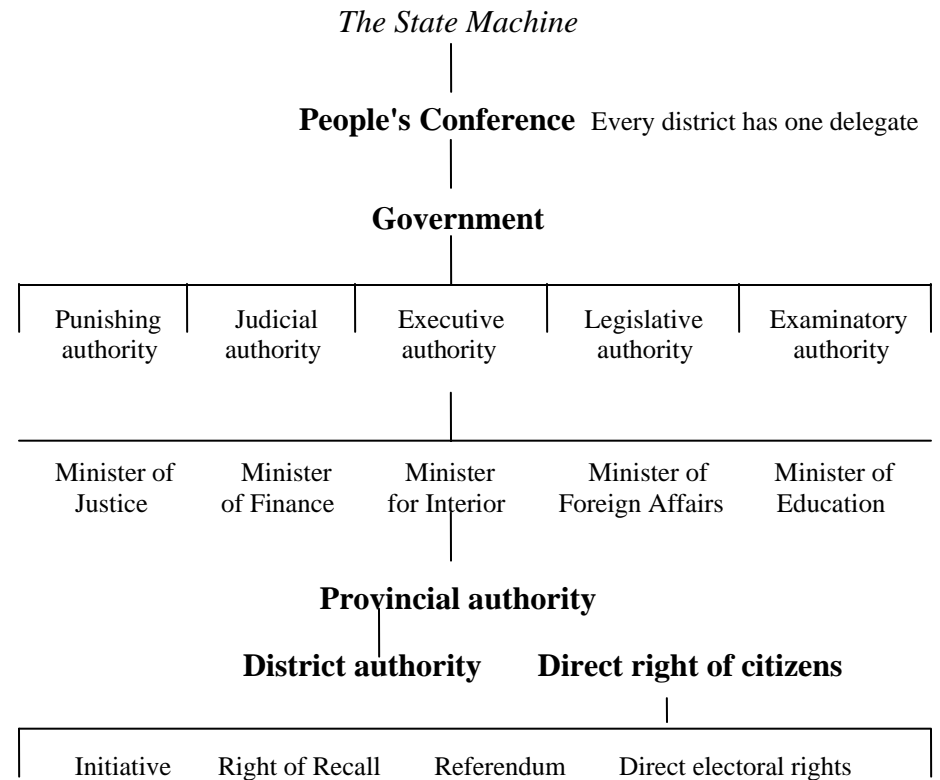 The State Machine
People's Conference Every district has one delegate
Government
Punishing Judicial Executive Legislative Examinatory
authority authority authority authority authority
Minister of Minister Minister Minister of Minister of
Justice of Finance for Interior Foreign Affairs Education
Provincial authority
District authority Direct right of citizens
Initiative Right of Recall Referendum Direct electoral rights